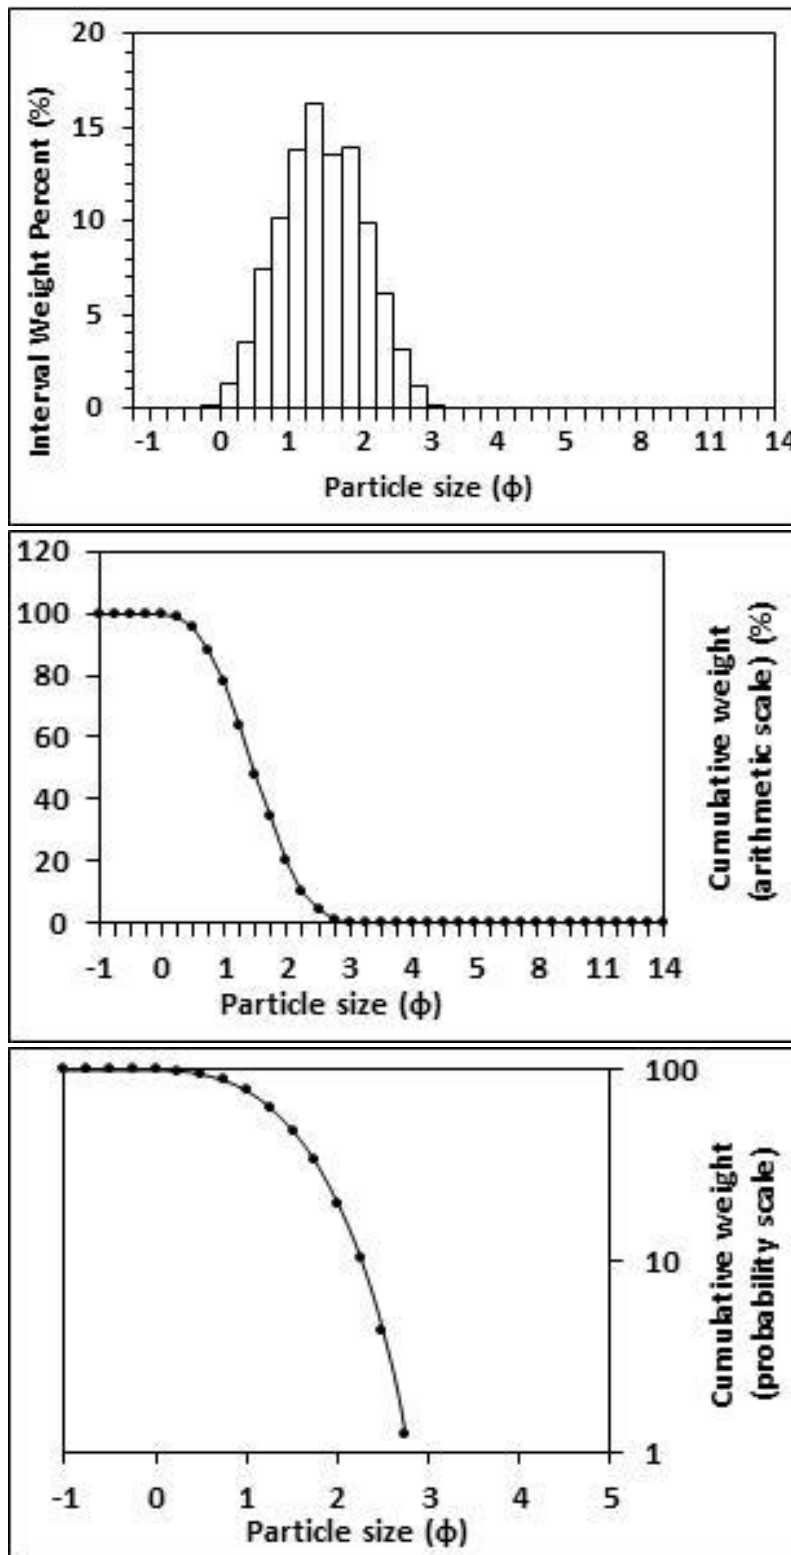 Interval Weight Percent (%)
20
15
10
5
0
-1 0 1 2 3 4 5 8 11 14
Particle size (ϕ)
120
100
80
60
40
20
0
-1 0 1 2 3 4 5 8 11 14
Particle size (ϕ)
Cumulative weight
(arithmetic scale) (%)
100
10
1
-1 0 1 2 3 4 5
Particle size (ϕ)
Cumulative weight
(probability scale)